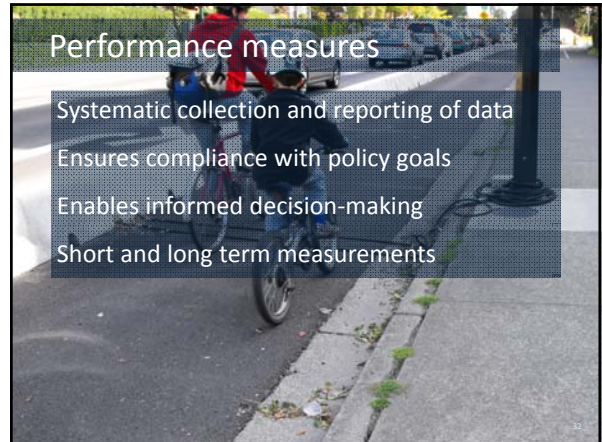 Performance measures
Systematic collection and reporting of data
Ensures compliance with policy goals
Enables informed decision-making
Short and long term measurements
32